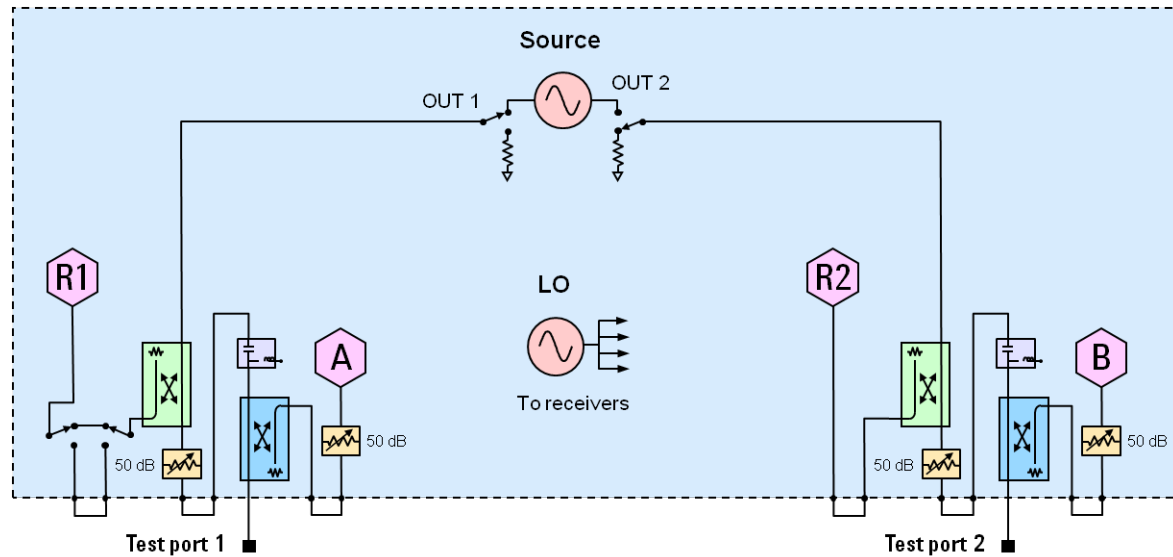 Source
OUT 1
OUT 2
R1
LO
R2
A
B
To receivers
50 dB
50 dB
50 dB
50 dB
Test port 1
Test port 2